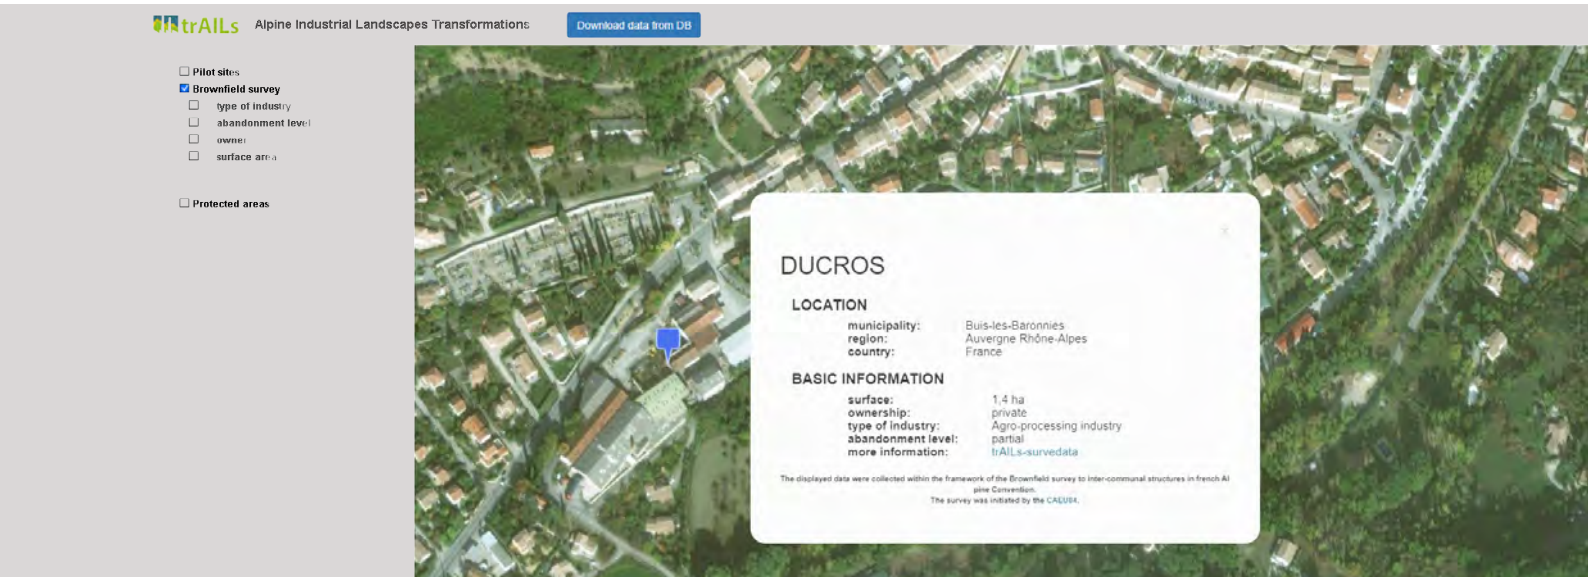 trAILs Alpine Industrial Landscapes Transformations Download data from DB
Pilot sites
Brownfield survey
type of industry
abandonment level
owner
surface area
Protected areas
x
DUCROS
LOCATION
municipality: Buis-les-Baronnies
region: Auvergne Rhône-Alpes
country: France
BASIC INFORMATION
surface: 1,4 ha
ownership: private
type of industry: Agro-processing industry
abandonment level: partial
more information: trAILs-survedata
The displayed data were collected within the framework of the Brownfield survey to inter-communal structures in french Al
pine Convention.
The survey was initiated by the